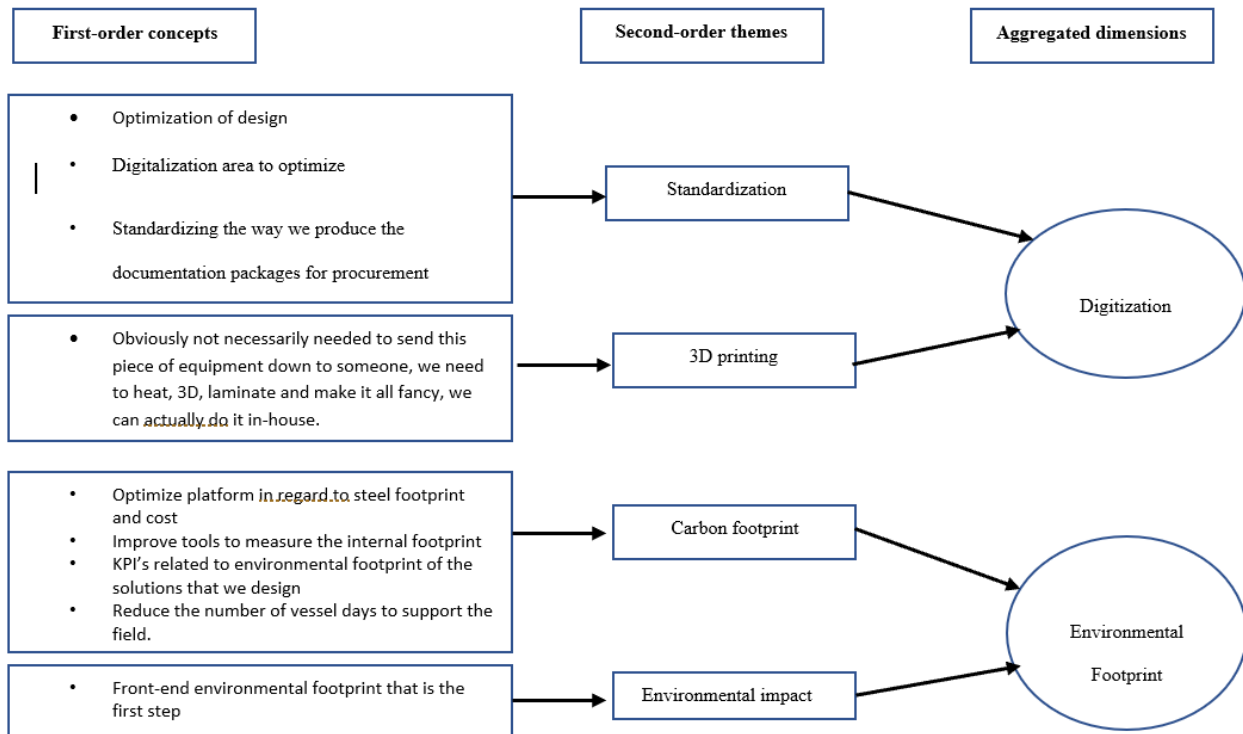 First-order concepts
Second-order themes
Aggregated dimensions
• Optimization of design
• Digitalization area to optimize
• Standardizing the way we produce the
documentation packages for procurement
Standardization
Digitization
• Obviously not necessarily needed to send this
piece of equipment down to someone, we need
to heat, 3D, laminate and make it all fancy, we
can actually do it in-house.
3D printing
• Optimize platform in regard to steel footprint
and cost
• Improve tools to measure the internal footprint
• KPI's related to environmental footprint of the
solutions that we design
• Reduce the number of vessel days to support the
field.
Carbon footprint
Environmental
Footprint
• Front-end environmental footprint that is the
first step
Environmental impact